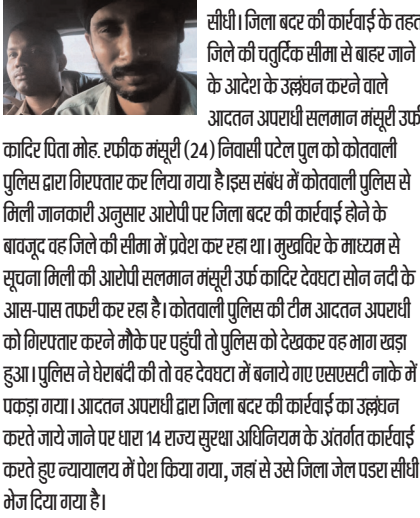 सीधी। जिला बदर की कार्रवाई के तहत
जिले की चतुर्दिक सीमा से बाहर जाने
के आदेश के उल्लंघन करने वाले
आदतन अपराधी सलमान मंसूरी उर्फ
कादिर पिता मोह. रफीक मंसूरी (24) निवासी पटेल पुल को कोतवाली
पुलिस द्वारा गिरफ्तार कर लिया गया है।इस संबंध में कोतवाली पुलिस से
मिली जानकारी अनुसार आरोपी पर जिला बदर की कार्रवाई होने के
बावजूद वह जिले की सीमा में प्रवेश कर रहा था। मुखविर के माध्यम से
सूचना मिली की आरोपी सलमान मंसूरी उर्फ कादिर देवघटा सोन नदी के
आस-पास तफरी कर रहा है। कोतवाली पुलिस की टीम आदतन अपराधी
को गिरफ्तार करने मौके पर पहुंची तो पुलिस को देखकर वह भाग खड़ा
हुआ। पुलिस ने घेराबंदी की तो वह देवघटा में बनाये गए एसएसटी नाके में
पकड़ा गया। आदतन अपराधी द्वारा जिला बदर की कार्रवाई का उल्लंघन
करते जाये जाने पर धारा 14 राज्य सुरक्षा अधिनियम के अंतर्गत कार्रवाई
करते हुए न्यायालय में पेश किया गया, जहां से उसे जिला जेल पडरा सीधी
भेज दिया गया है।